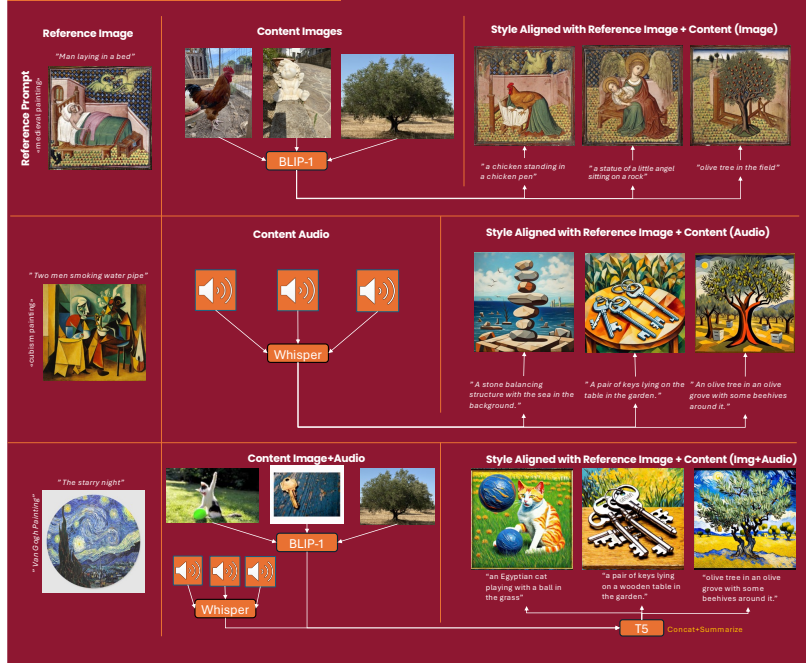 Reference Image
Content Images
Style Aligned with Reference Image + Content (Image)
"Man laying in a bed"
Reference Prompt
«medieval painting»
BLIP-1
"a chicken standing in
a chicken pen"
"a statue of a little angel
sitting on a rock"
"olive tree in the field"
Content Audio
Style Aligned with Reference Image + Content (Audio)
"Two men smoking water pipe"
«cubism painting»
Whisper
"A stone balancing
structure with the sea in the
background."
"A pair of keys lying on the
table in the garden."
"An olive tree in an olive
grove with some beehives
around it."
Content Image+Audio
Style Aligned with Reference Image + Content (Img+Audio)
"The starry night"
"Van Gogh Painting"
BLIP-1
Whisper
"an Egyptian cat
playing with a ball in
the grass"
"a pair of keys lying
on a wooden table in
the garden."
"olive tree in an olive
grove with some
beehives around it."
T5
Concat+Summarize